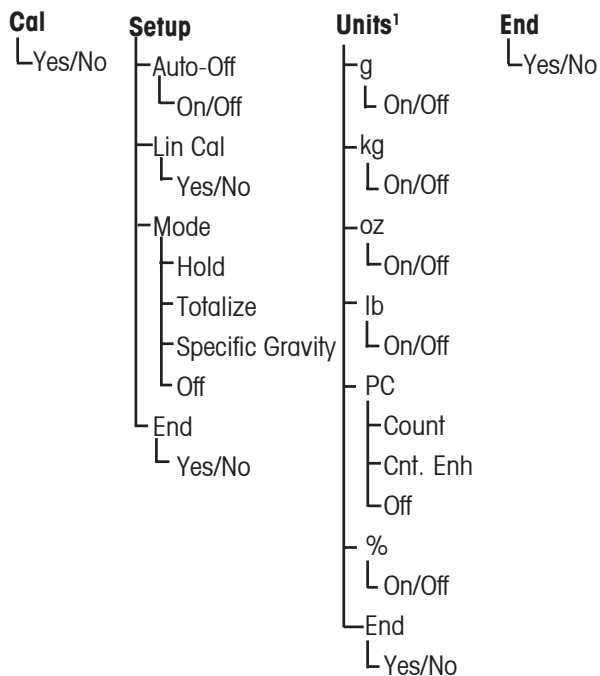 Cal
Yes/No
Setup
Auto-Off
On/Off
Lin Cal
Yes/No
Mode
Hold
Totalize
Specific Gravity
Off
End
Yes/No
Units¹
g
On/Off
kg
On/Off
oz
On/Off
lb
On/Off
PC
Count
Cnt. Enh
Off
%
On/Off
End
Yes/No
End
Yes/No